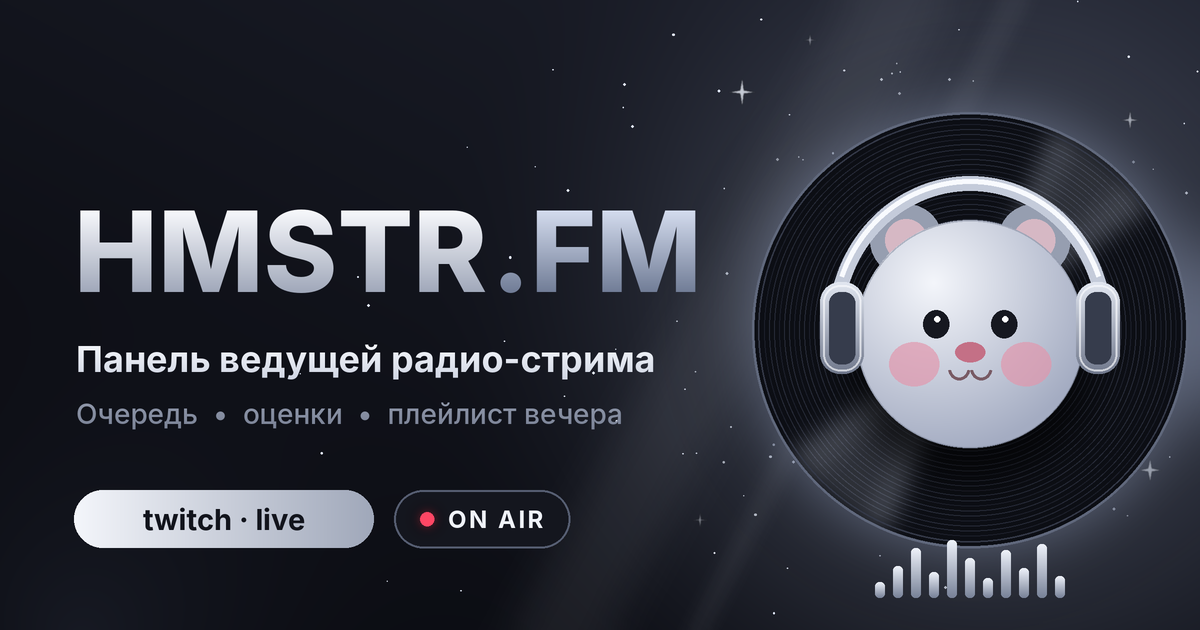 HMSTR.FM
Панель ведущей радио-стрима
Очередь • оценки • плейлист вечера
twitch · live
ON AIR